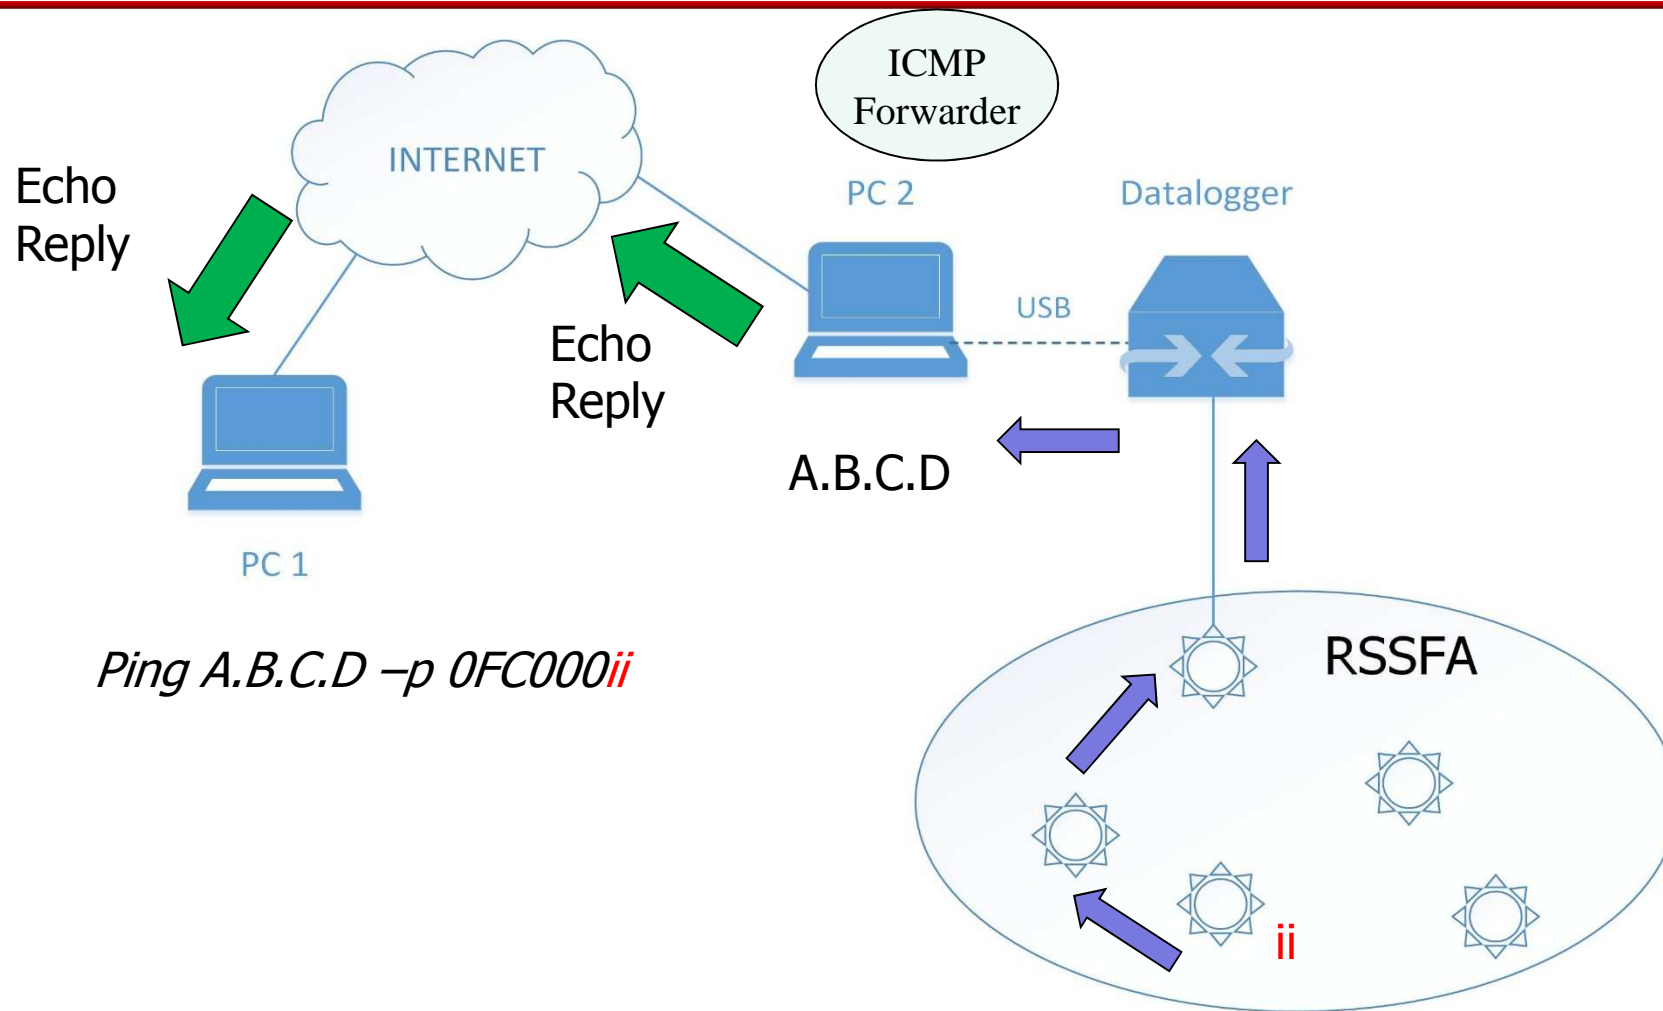 ICMP
Forwarder
INTERNET
Echo
Reply
PC 2
Datalogger
USB
Echo
Reply
A.B.C.D
PC 1
Ping A.B.C.D –p 0FC000ii
RSSFA
ii